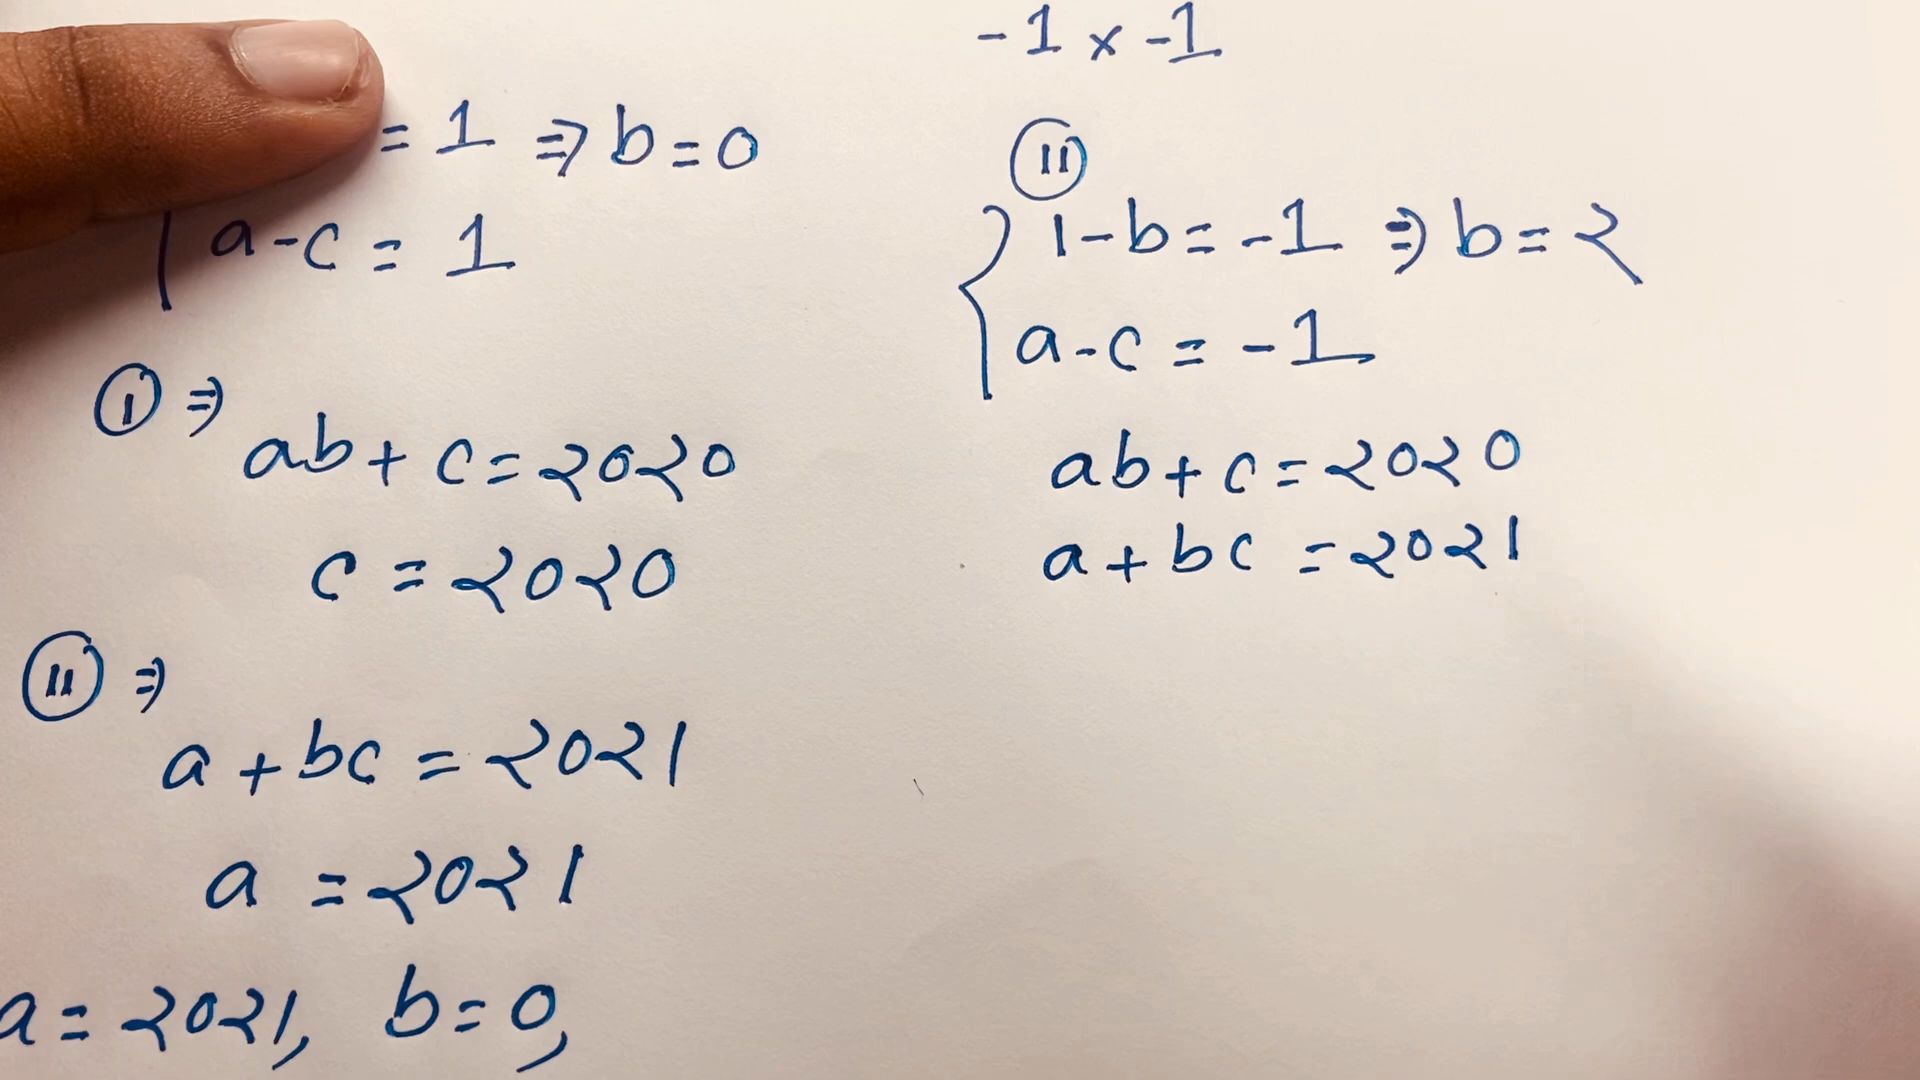 = 1 ⇒ b = 0
a - c = 1
I ⇒
ab + c = 2020
c = 2020
II ⇒
a + bc = 2021
a = 2021
a = 2021, b = 0,
-1 x -1
II
1 - b = -1 ⇒ b = 2
a - c = -1
ab + c = 2020
a + bc = 2021